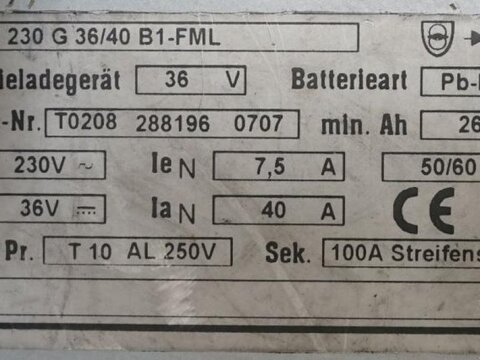 230 G 36/40 B1-FML
eladegerät 36 V Batterieart Pb-
-Nr. T0208 288196 0707 min. Ah 26
230V ~ Ie N 7,5 A 50/60
36V ⎓ Ia N 40 A CE
Pr. T 10 AL 250V Sek. 100A Streifens